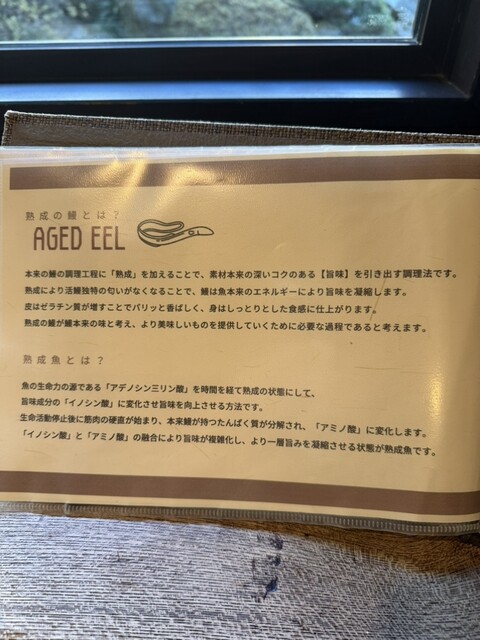 熟成の鰻とは？
AGED EEL
本来の鰻の調理工程に「熟成」を加えることで、素材本来の深いコクのある【旨味】を引き出す調理法です。
熟成により活鰻独特の匂いがなくなることで、鰻は魚本来のエネルギーにより旨味を凝縮します。
皮はゼラチン質が増すことでパリッと香ばしく、身はしっとりとした食感に仕上がります。
熟成の鰻が鰻本来の味と考え、より美味しいものを提供していくために必要な過程であると考えます。
熟成魚とは？
魚の生命力の源である「アデノシン三リン酸」を時間を経て熟成の状態にして、
旨味成分の「イノシン酸」に変化させ旨味を向上させる方法です。
生命活動停止後に筋肉の硬直が始まり、本来鰻が持つたんぱく質が分解され、「アミノ酸」に変化します。
「イノシン酸」と「アミノ酸」の融合により旨味が複雑化し、より一層旨みを凝縮させる状態が熟成魚です。